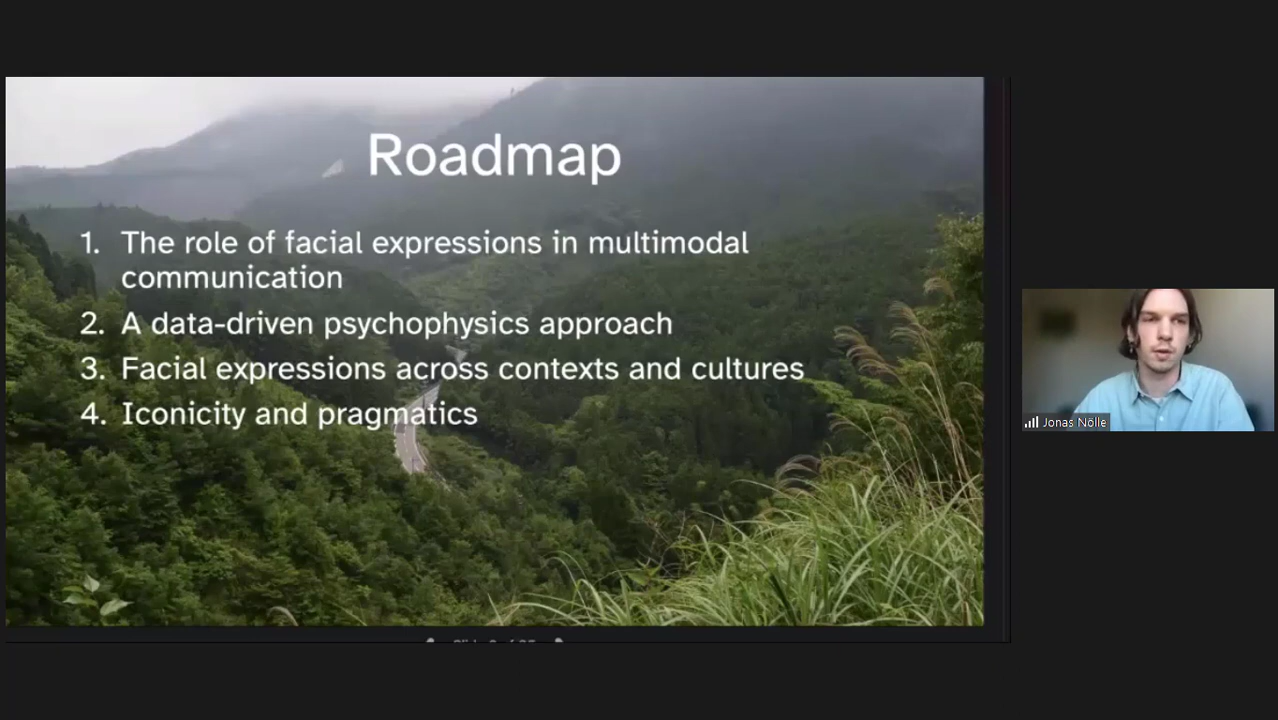 Roadmap
1. The role of facial expressions in multimodal
communication
2. A data-driven psychophysics approach
3. Facial expressions across contexts and cultures
4. Iconicity and pragmatics
Jonas Nölle